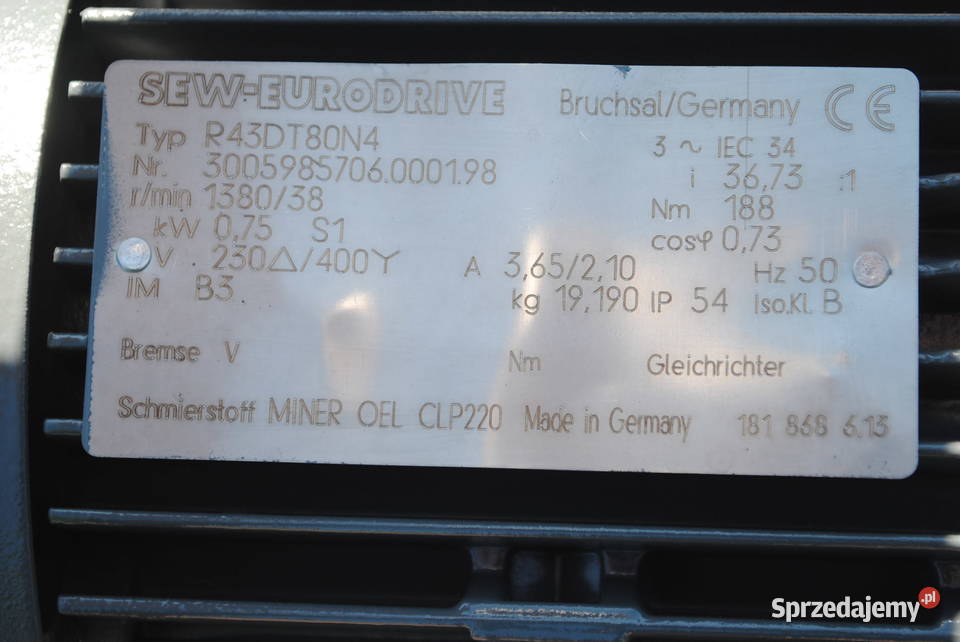 SEW-EURODRIVE Bruchsal/Germany CE
Typ R43DT80N4 3 ~ IEC 34
Nr. 3005985706.0001.98 i 36,73 :1
r/min 1380/38 Nm 188
kW 0,75 S1 cosφ 0,73
V 230△/400Y A 3,65/2,10 Hz 50
IM B3 kg 19,190 IP 54 Iso.Kl. B
Bremse V Nm Gleichrichter
Schmierstoff MINER OEL CLP220 Made in Germany 181 868 6.13
Sprzedajemy.pl